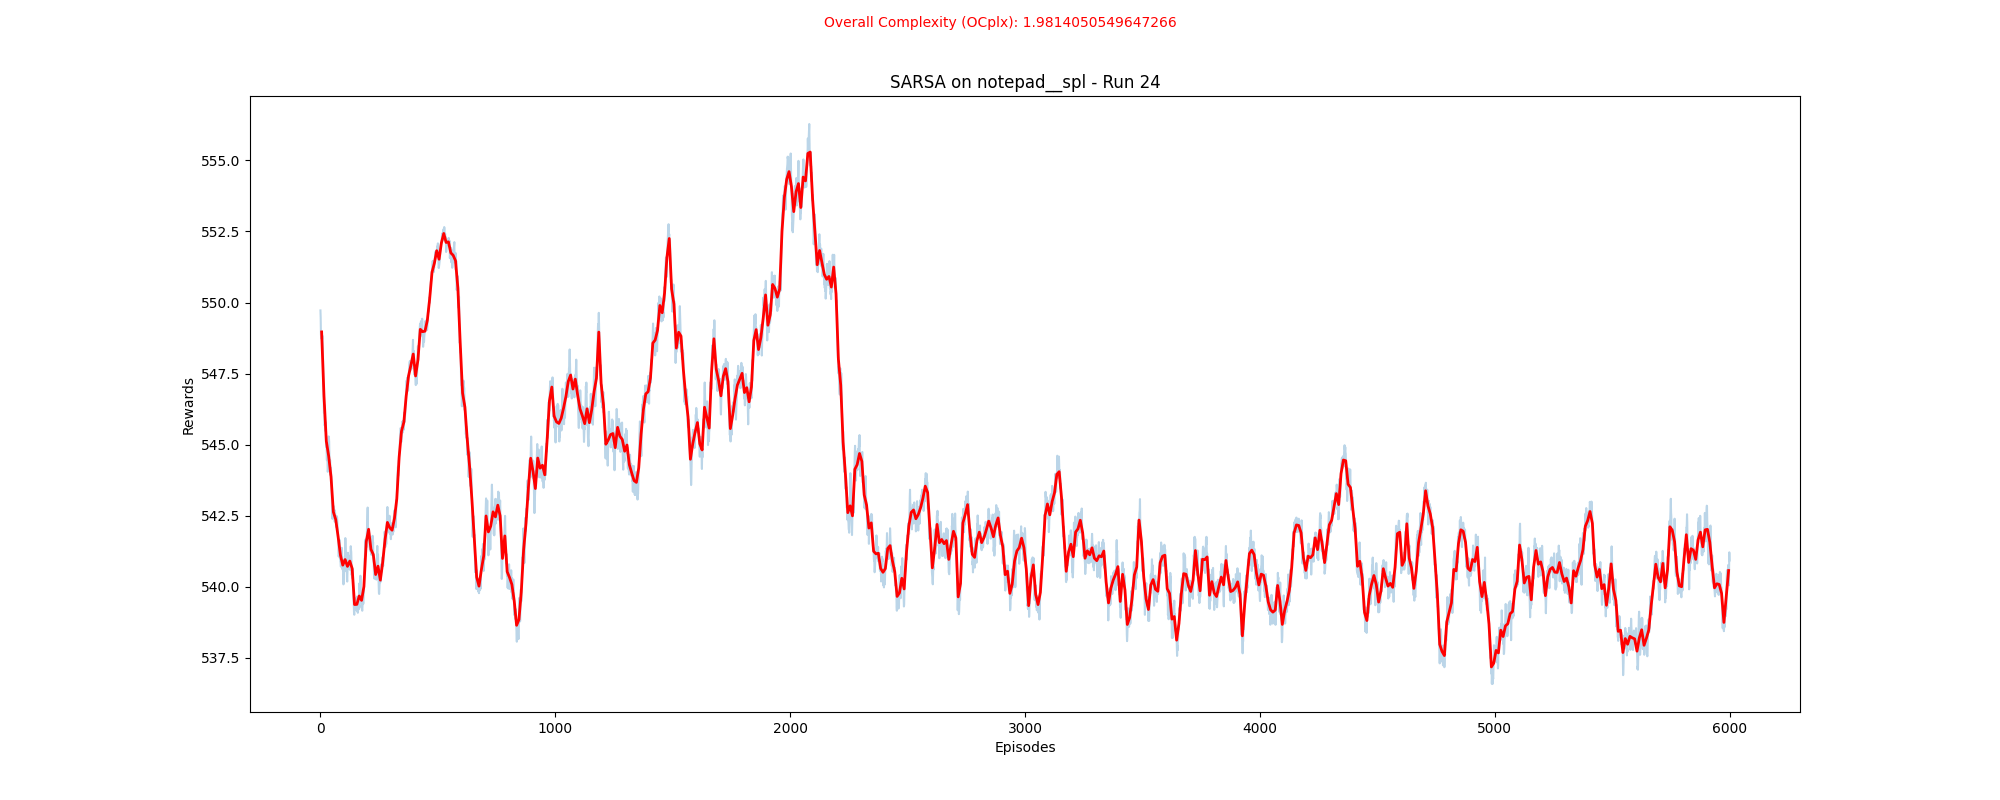 Overall Complexity (OCplx): 1.9814050549647266
SARSA on notepad__spl - Run 24
Rewards
555.0
552.5
550.0
547.5
545.0
542.5
540.0
537.5
0 1000 2000 3000 4000 5000 6000
Episodes